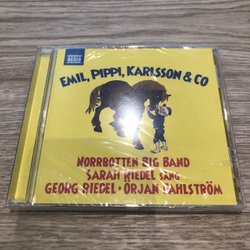 NAXOS
EMIL, PIPPI, KARLSSON & CO
NORRBOTTEN BIG BAND
SARAH RIEDEL SÅNG
GEORG RIEDEL • ÖRJAN FAHLSTRÖM